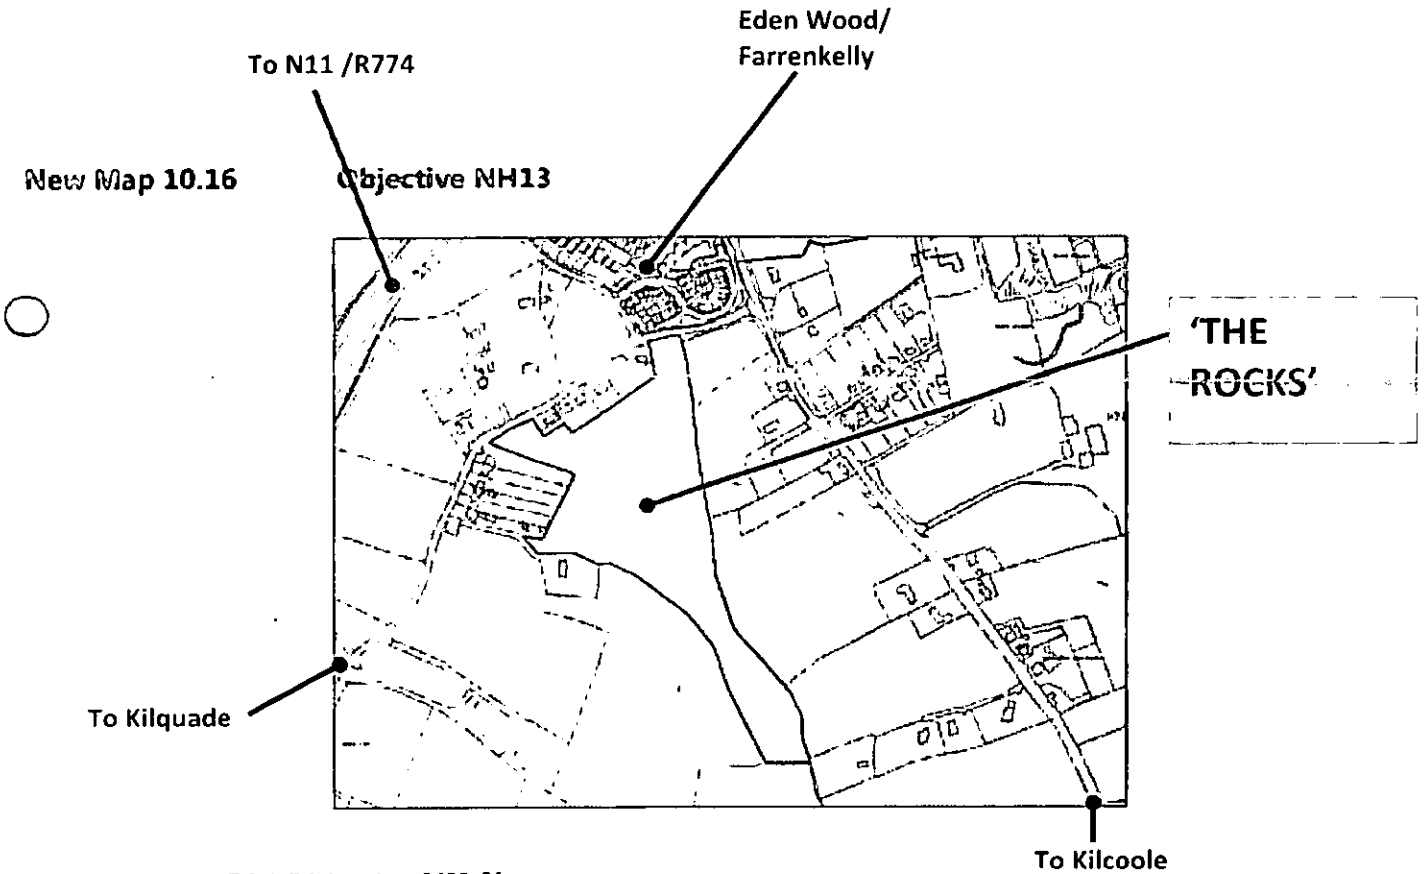 Eden Wood/
Farrenkelly
To N11 /R774
New Map 10.16 Objective NH13
'THE
ROCKS'
To Kilquade
To Kilcoole